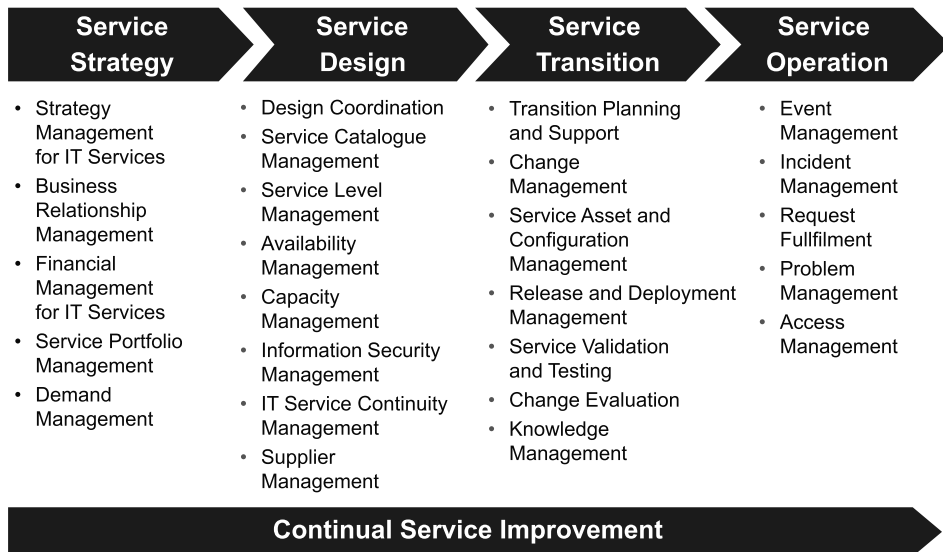 Service
Strategy
Service
Design
Service
Transition
Service
Operation
• Strategy
Management
for IT Services
• Business
Relationship
Management
• Financial
Management
for IT Services
• Service Portfolio
Management
• Demand
Management
• Design Coordination
• Service Catalogue
Management
• Service Level
Management
• Availability
Management
• Capacity
Management
• Information Security
Management
• IT Service Continuity
Management
• Supplier
Management
• Transition Planning
and Support
• Change
Management
• Service Asset and
Configuration
Management
• Release and Deployment
Management
• Service Validation
and Testing
• Change Evaluation
• Knowledge
Management
• Event
Management
• Incident
Management
• Request
Fullfilment
• Problem
Management
• Access
Management
Continual Service Improvement